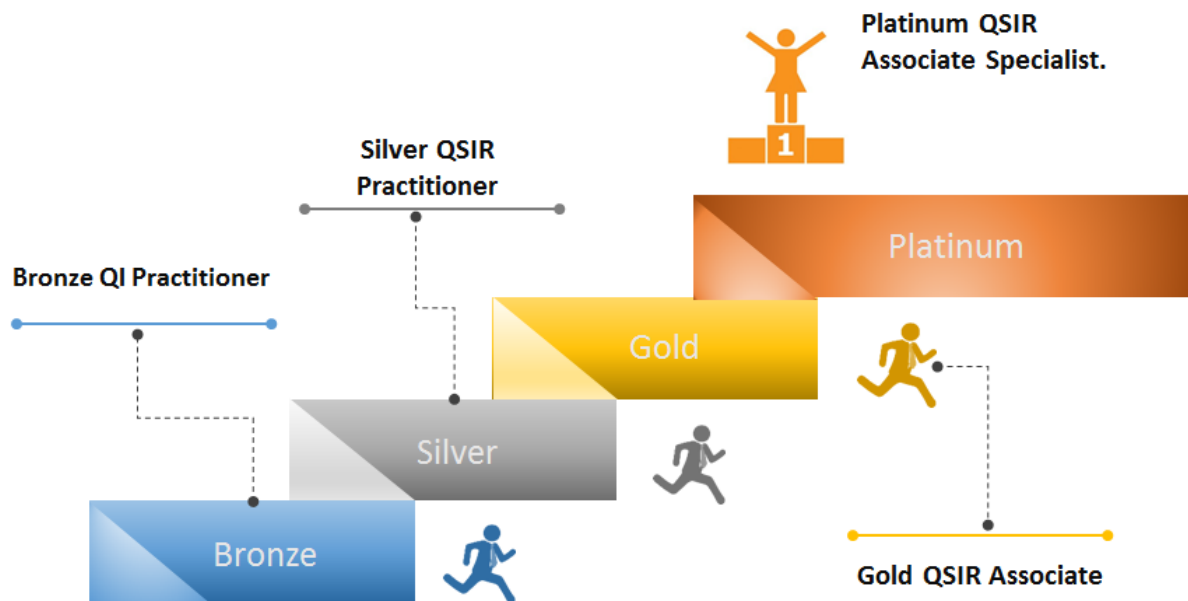 Platinum QSIR
Associate Specialist.
1
Silver QSIR
Practitioner
Platinum
Bronze QI Practitioner
Gold
Silver
Bronze
Gold QSIR Associate